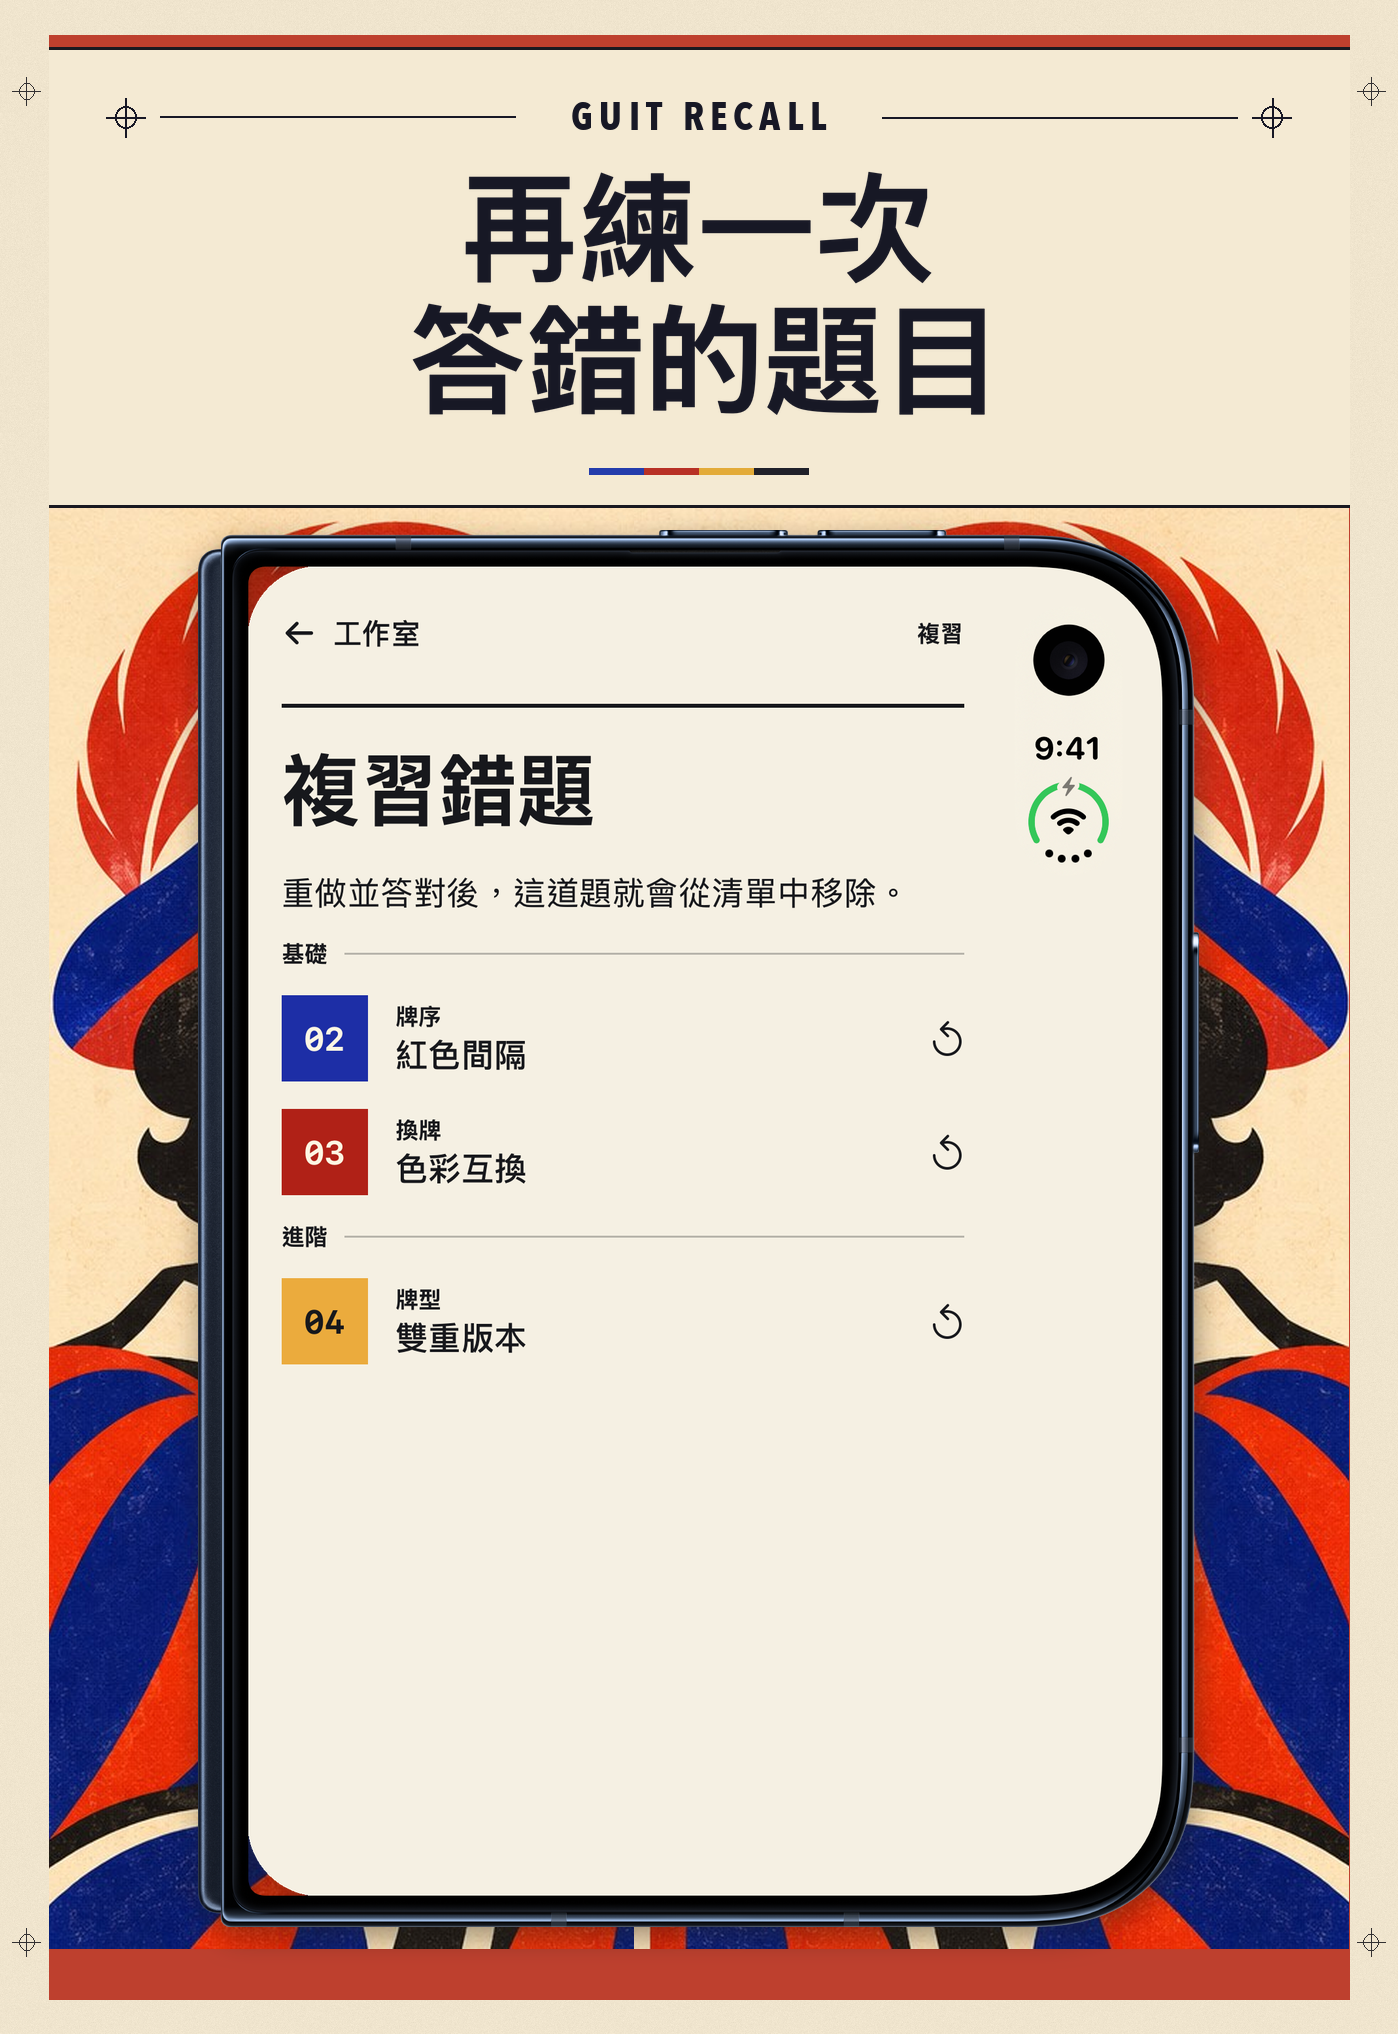 GUIT RECALL
再練一次
答錯的題目
工作室
複習
9:41
複習錯題
重做並答對後，這道題就會從清單中移除。
基礎
02
牌序
紅色間隔
03
換牌
色彩互換
進階
04
牌型
雙重版本